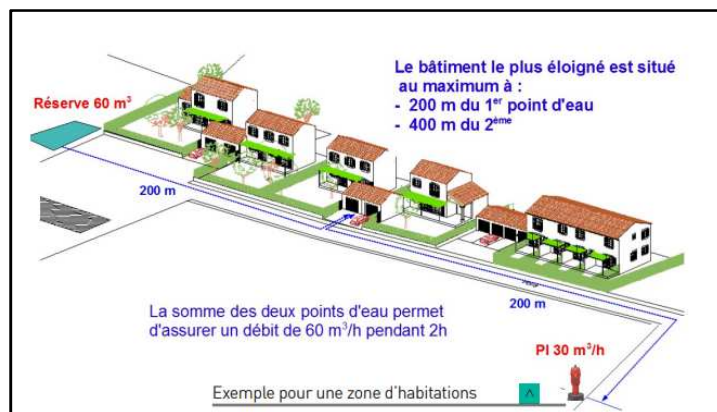 Le bâtiment le plus éloigné est situé
au maximum à :
- 200 m du 1er point d'eau
- 400 m du 2ème
Réserve 60 m³
200 m
200 m
La somme des deux points d'eau permet
d'assurer un débit de 60 m³/h pendant 2h
PI 30 m³/h
Exemple pour une zone d'habitations